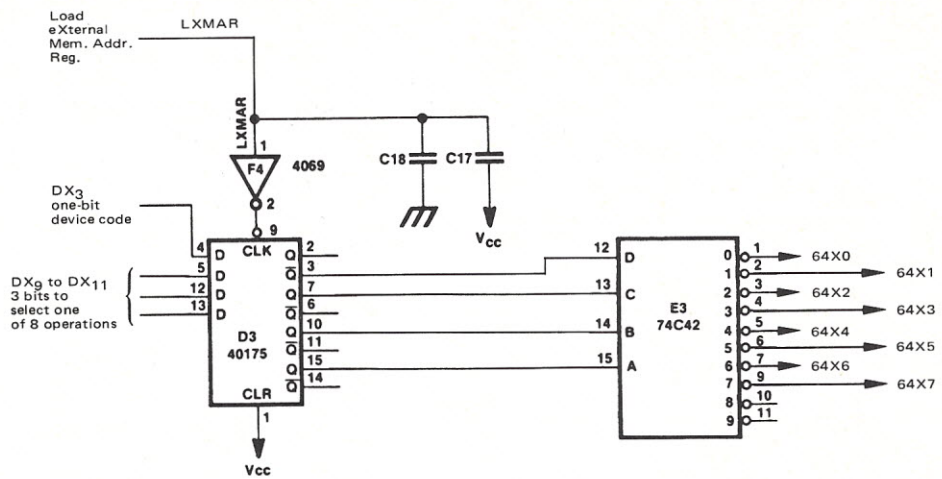 Load
eXternal
Mem. Addr.
Reg.
LXMAR
LXMAR
1
F4
4069
2
C18
C17
Vcc
DX3
one-bit
device code
DX9 to DX11
3 bits to
select one
of 8 operations
9
CLK
4 D
5 D
12 D
13 D
D3
40175
CLR
1
Vcc
Q 2
Q̅ 3
Q 7
Q̅ 6
Q 10
Q̅ 11
Q 15
Q̅ 14
12 D
13 C
14 B
15 A
E3
74C42
0 1 64X0
1 2 64X1
2 3 64X2
3 4 64X3
4 5 64X4
5 6 64X5
6 7 64X6
7 9 64X7
8 10
9 11